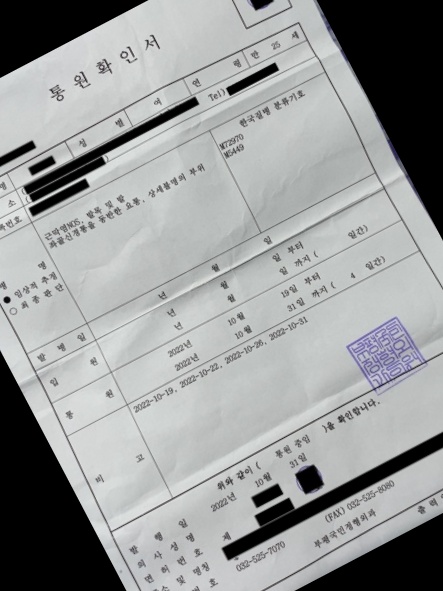 통원확인서
성 별 여 연 령 만 25 세
Tel)
소
한국질병 분류기호
병 명
● 임상적 추정
○ 최 종 판 단
근막염NOS, 발목 및 발
좌골신경통을 동반한 요통, 상세불명의 부위
M72970
M5449
발 병 일 년 월 일
입 원 년 월 일 부터
년 월 일 까지 ( 일간)
통 원 2022년 10월 19일 부터
2022년 10월 31일 까지 ( 4 일간)
비 고 2022-10-19, 2022-10-22, 2022-10-26, 2022-10-31
위와 같이 ( 통원 중임 )을 확인합니다.
발 행 일 2022년 10월 31일
의 사 성 명
면 허 번 호 제
주소 및 명칭
032-525-7070 (FAX) 032-525-8080
부평국민정형외과
출 력